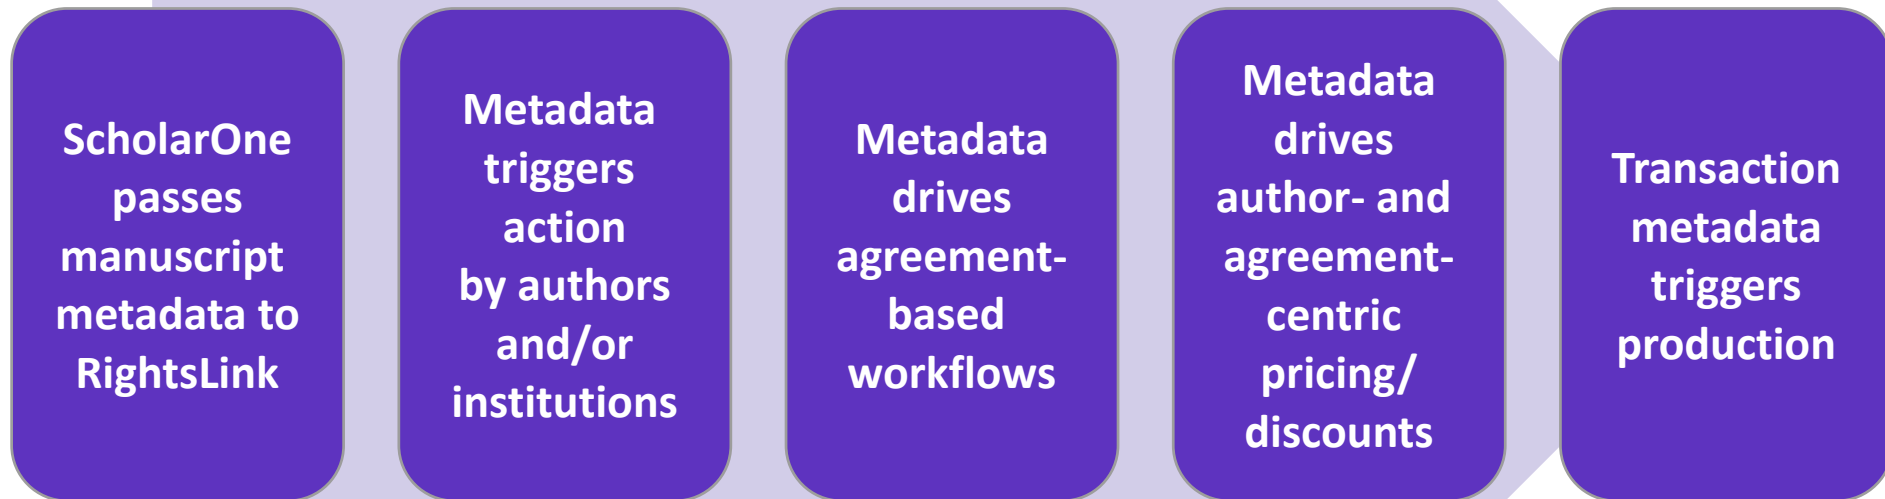 ScholarOne
passes
manuscript
metadata to
RightsLink
Metadata
triggers
action
by authors
and/or
institutions
Metadata
drives
agreement-
based
workflows
Metadata
drives
author- and
agreement-
centric
pricing/
discounts
Transaction
metadata
triggers
production